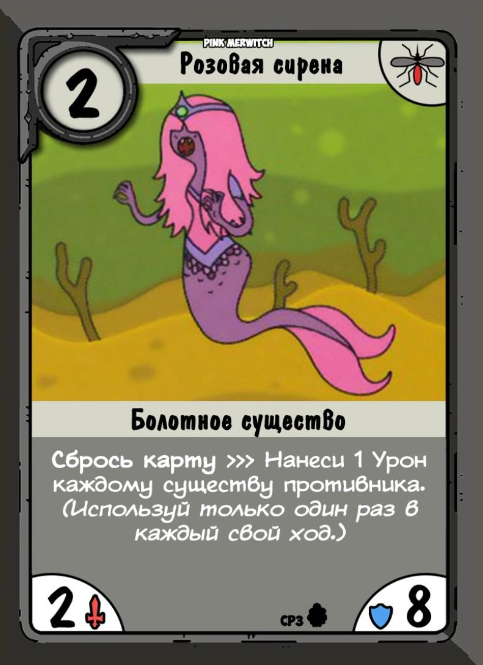 PINK MERWITCH
Розовая сирена
2
Болотное существо
Сбрось карту >>> Нанеси 1 Урон
каждому существу противника.
(Используй только один раз в
каждый свой ход.)
2
СР3
8